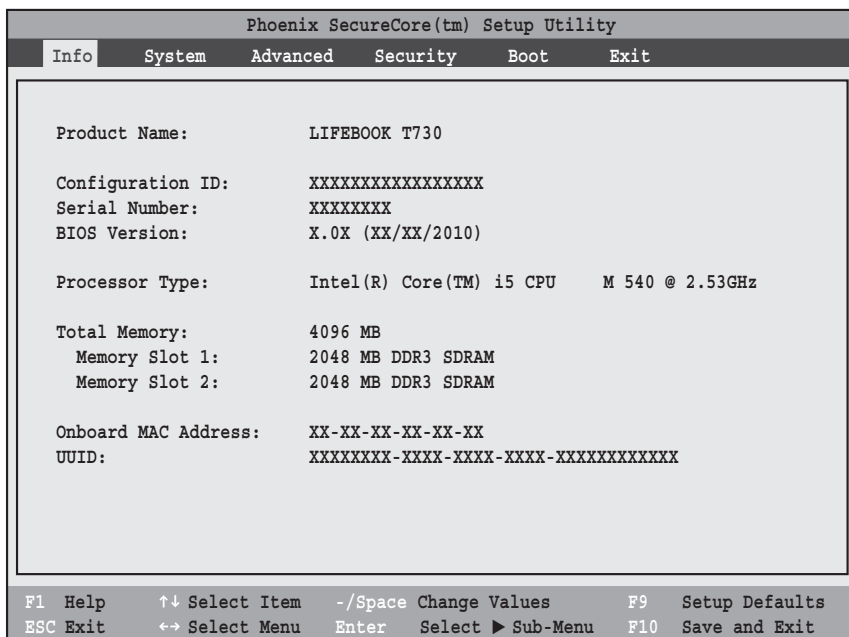 Phoenix SecureCore(tm) Setup Utility
Info System Advanced Security Boot Exit
Product Name: LIFEBOOK T730
Configuration ID: XXXXXXXXXXXXXXXXX
Serial Number: XXXXXXXX
BIOS Version: X.0X (XX/XX/2010)
Processor Type: Intel(R) Core(TM) i5 CPU M 540 @ 2.53GHz
Total Memory: 4096 MB
Memory Slot 1: 2048 MB DDR3 SDRAM
Memory Slot 2: 2048 MB DDR3 SDRAM
Onboard MAC Address: XX-XX-XX-XX-XX-XX
UUID: XXXXXXXX-XXXX-XXXX-XXXX-XXXXXXXXXXXX
F1 Help ↑↓ Select Item -/Space Change Values F9 Setup Defaults
ESC Exit ←→ Select Menu Enter Select ▶ Sub-Menu F10 Save and Exit